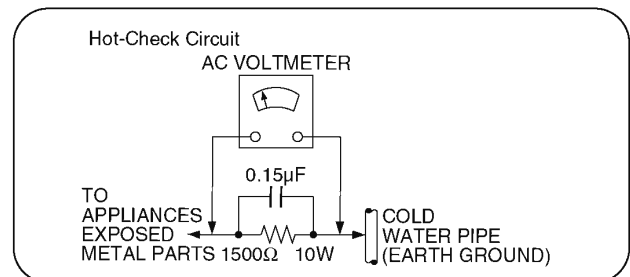 Hot-Check Circuit
AC VOLTMETER
0.15μF
TO
APPLIANCES
EXPOSED
METAL PARTS
1500Ω
10W
COLD
WATER PIPE
(EARTH GROUND)